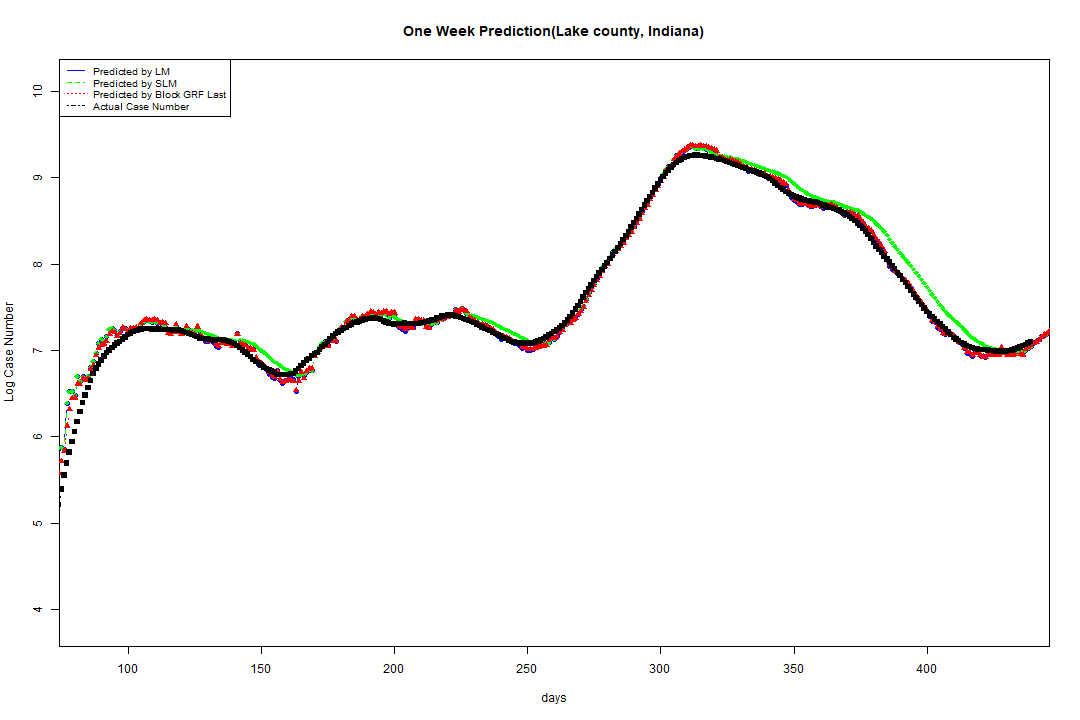 One Week Prediction(Lake county, Indiana)
Predicted by LM
Predicted by SLM
Predicted by Block GRF Last
Actual Case Number
10
9
8
7
6
5
4
Log Case Number
100 150 200 250 300 350 400
days